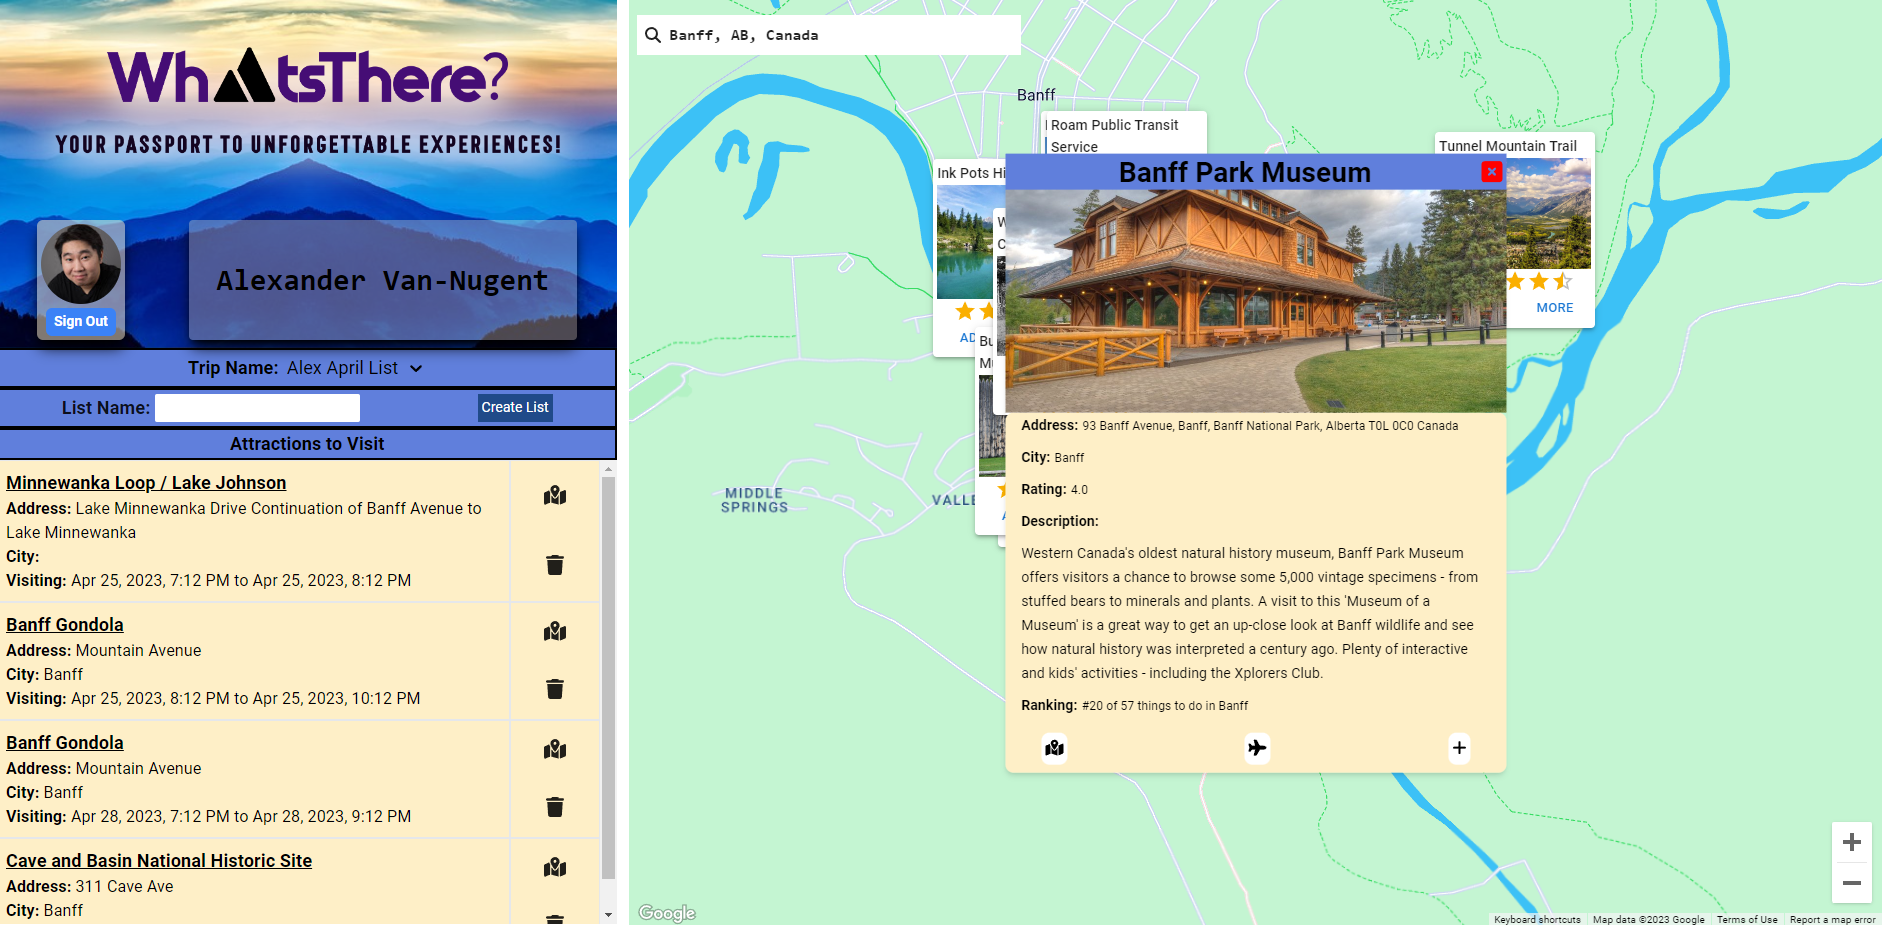 WhatsThere?
YOUR PASSPORT TO UNFORGETTABLE EXPERIENCES!
Sign Out
Alexander Van-Nugent
Trip Name: Alex April List
List Name:
Create List
Attractions to Visit
Minnewanka Loop / Lake Johnson
Address: Lake Minnewanka Drive Continuation of Banff Avenue to
Lake Minnewanka
City:
Visiting: Apr 25, 2023, 7:12 PM to Apr 25, 2023, 8:12 PM
Banff Gondola
Address: Mountain Avenue
City: Banff
Visiting: Apr 25, 2023, 8:12 PM to Apr 25, 2023, 10:12 PM
Banff Gondola
Address: Mountain Avenue
City: Banff
Visiting: Apr 28, 2023, 7:12 PM to Apr 28, 2023, 9:12 PM
Cave and Basin National Historic Site
Address: 311 Cave Ave
City: Banff
Banff, AB, Canada
Banff
Roam Public Transit
Service
Tunnel Mountain Trail
MORE
Ink Pots Hi
AD
Bu
Mu
MIDDLE
SPRINGS
VALLE
Banff Park Museum
Address: 93 Banff Avenue, Banff, Banff National Park, Alberta T0L 0C0 Canada
City: Banff
Rating: 4.0
Description:
Western Canada's oldest natural history museum, Banff Park Museum
offers visitors a chance to browse some 5,000 vintage specimens - from
stuffed bears to minerals and plants. A visit to this 'Museum of a
Museum' is a great way to get an up-close look at Banff wildlife and see
how natural history was interpreted a century ago. Plenty of interactive
and kids' activities - including the Xplorers Club.
Ranking: #20 of 57 things to do in Banff
Google
Keyboard shortcuts
Map data ©2023 Google
Terms of Use
Report a map error